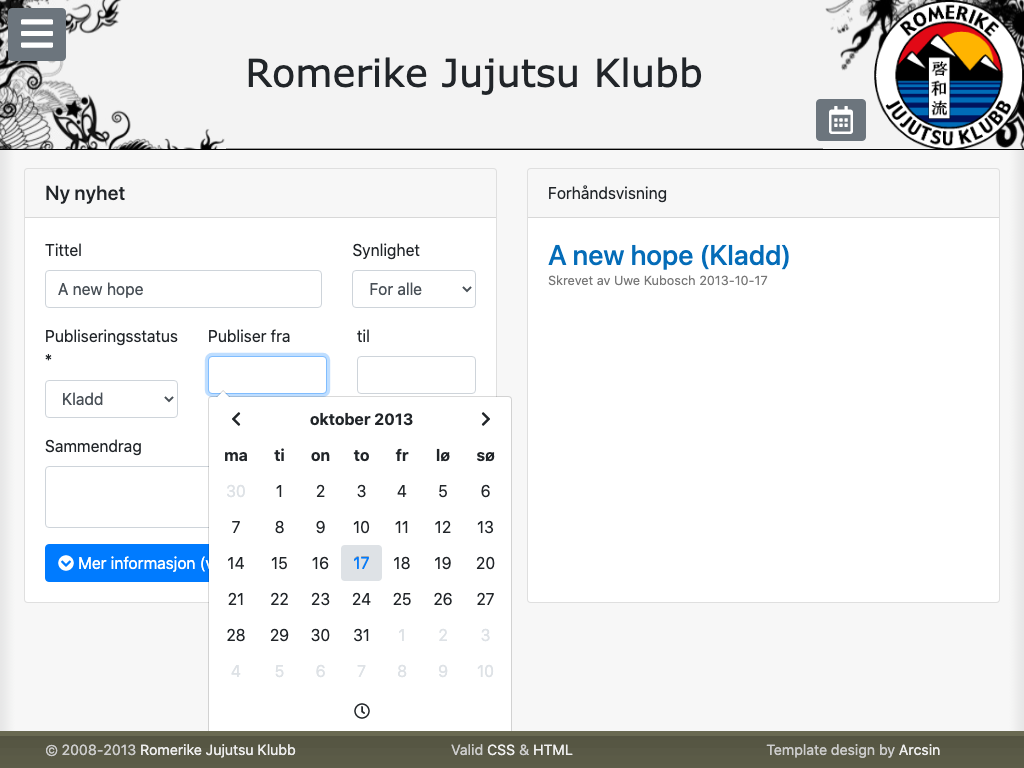 Romerike Jujutsu Klubb
ROMERIKE
啓和流
JUJUTSU KLUBB
Ny nyhet
Tittel
Synlighet
A new hope
For alle
Publiseringsstatus
*
Publiser fra
til
Kladd
Sammendrag
Mer informasjon (v
oktober 2013
ma ti on to fr lø sø
30 1 2 3 4 5 6
7 8 9 10 11 12 13
14 15 16 17 18 19 20
21 22 23 24 25 26 27
28 29 30 31 1 2 3
4 5 6 7 8 9 10
Forhåndsvisning
A new hope (Kladd)
Skrevet av Uwe Kubosch 2013-10-17
© 2008-2013 Romerike Jujutsu Klubb
Valid CSS & HTML
Template design by Arcsin